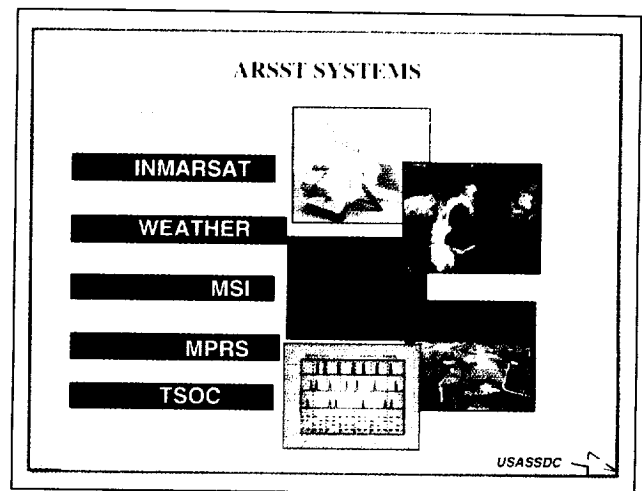 ARSST SYSTEMS
INMARSAT
WEATHER
MSI
MPRS
TSOC
USASSDC